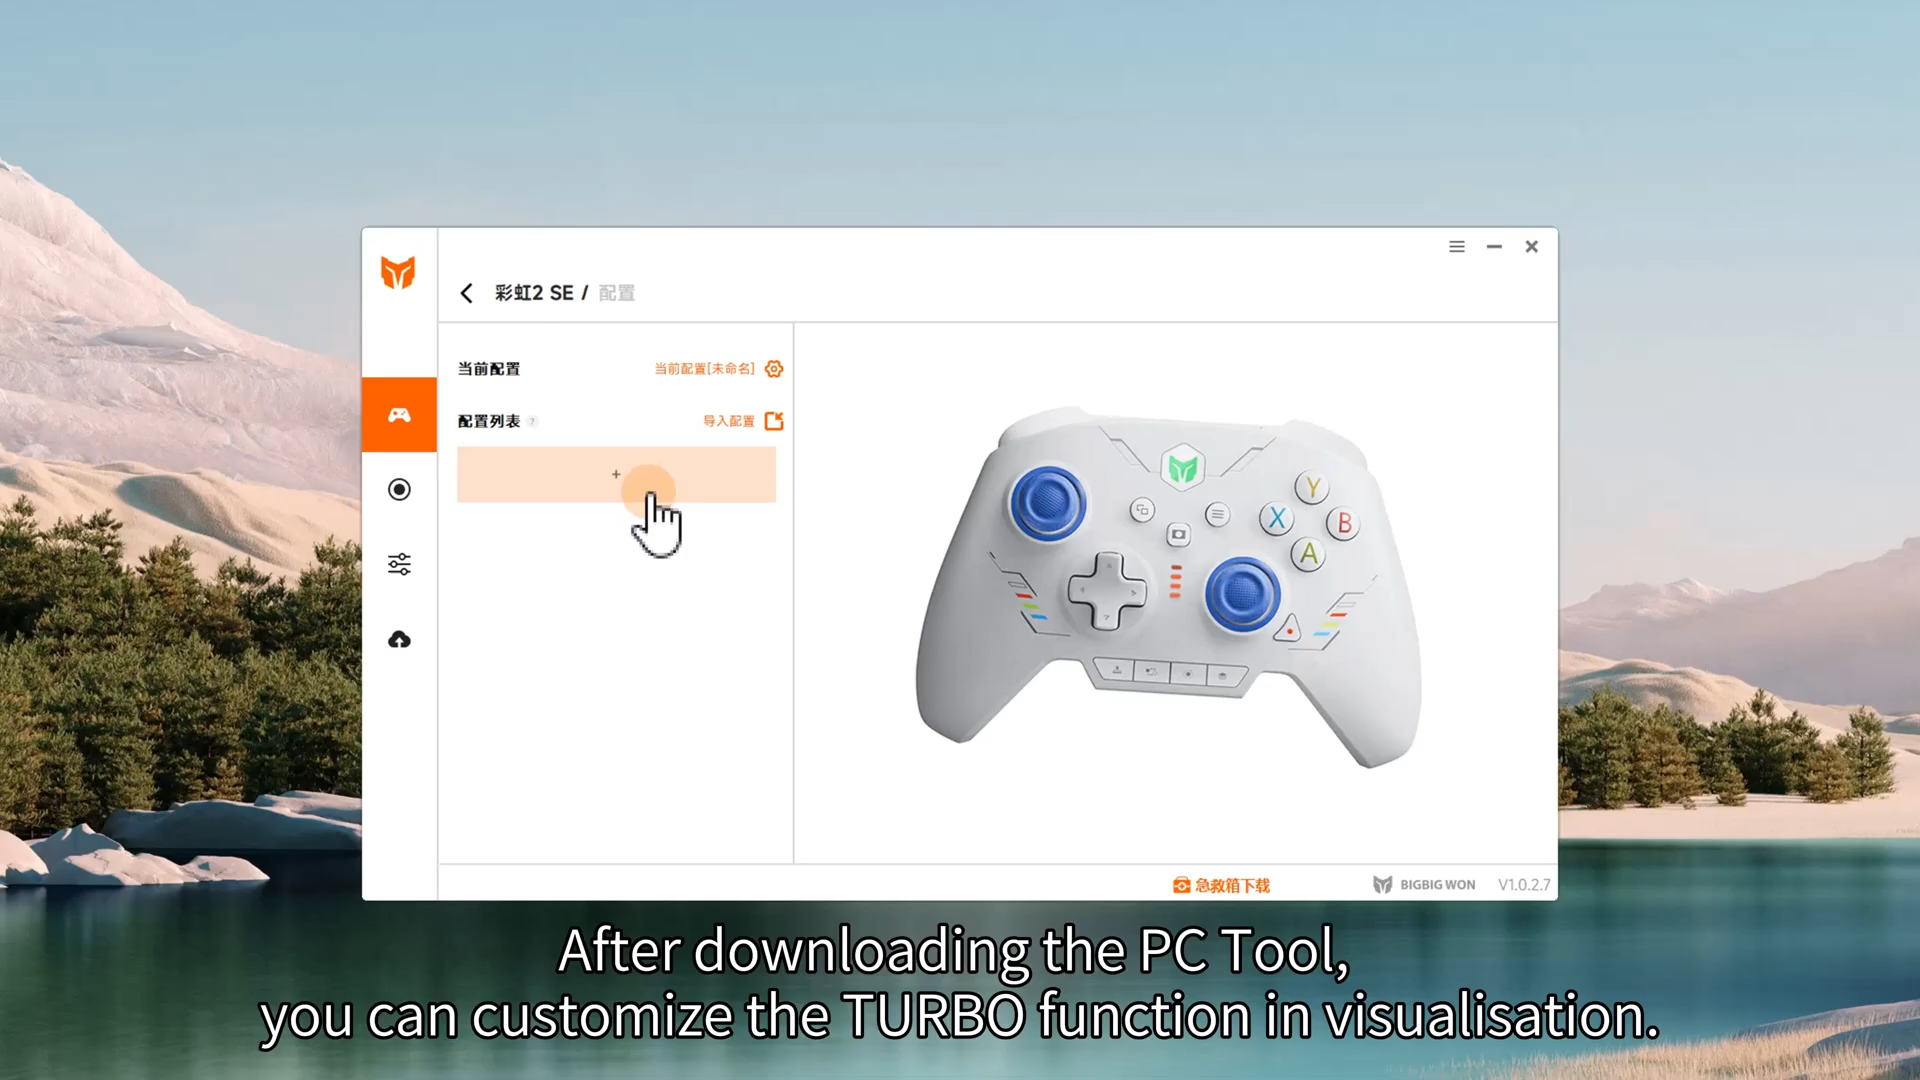 彩虹2 SE / 配置
当前配置
当前配置[未命名]
配置列表 ?
导入配置
+
Y
X
B
A
急救箱下载
BIGBIG WON
V1.0.2.7
After downloading the PC Tool,
you can customize the TURBO function in visualisation.